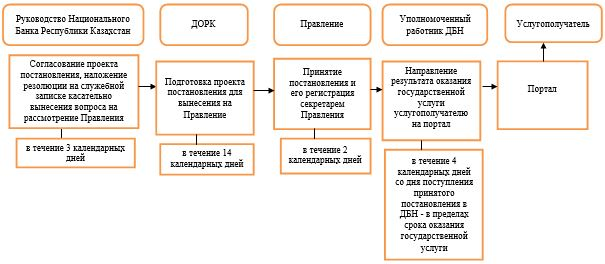 Руководство Национального
Банка Республики Казахстан
ДОРК
Правление
Уполномоченный
работник ДБН
Услугополучатель
Согласование проекта
постановления, наложение
резолюции на служебной
записке касательно
вынесения вопроса на
рассмотрение Правления
Подготовка проекта
постановления для
вынесения на
Правление
Принятие
постановления и
его регистрация
секретарем
Правления
Направление
результата оказания
государственной
услуги
услугополучателю
на портал
Портал
в течение 3 календарных
дней
в течение 14
календарных дней
в течение 2
календарных дней
в течение 4
календарных дней
со дня поступления
принятого
постановления в
ДБН - в пределах
срока оказания
государственной
услуги